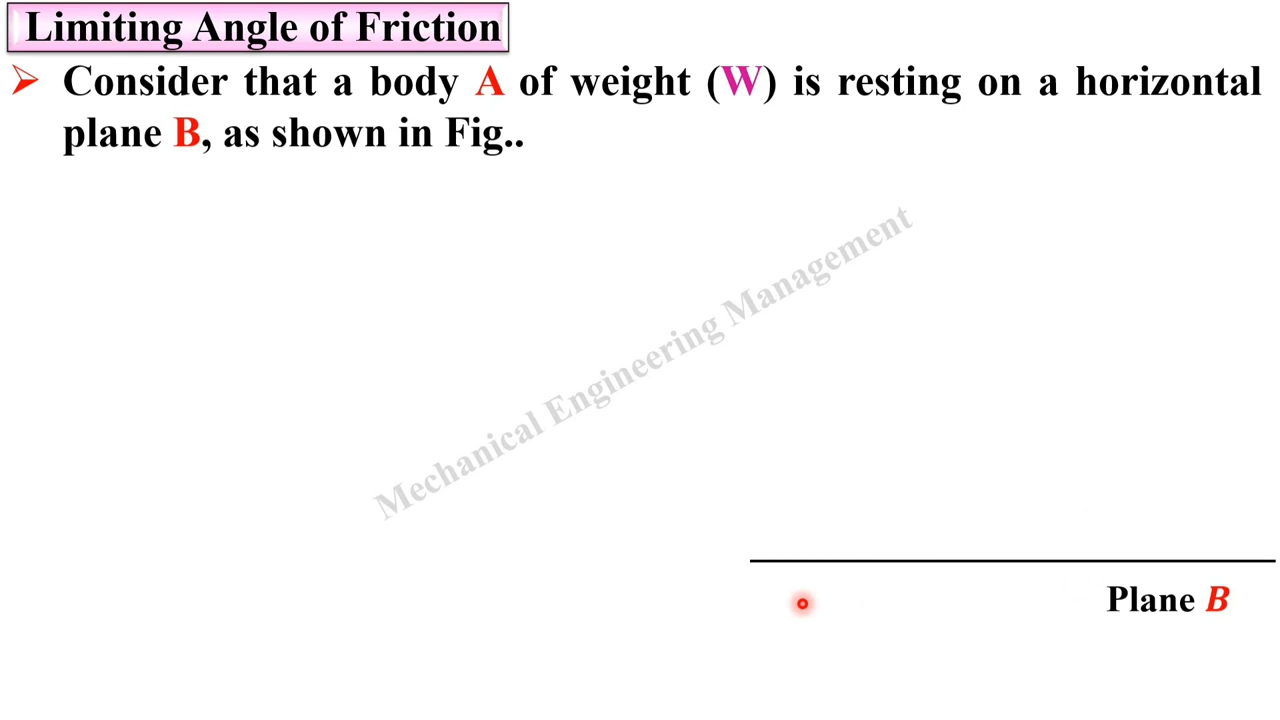 Limiting Angle of Friction
➢ Consider that a body A of weight (W) is resting on a horizontal
plane B, as shown in Fig..
Mechanical Engineering Management
Plane B